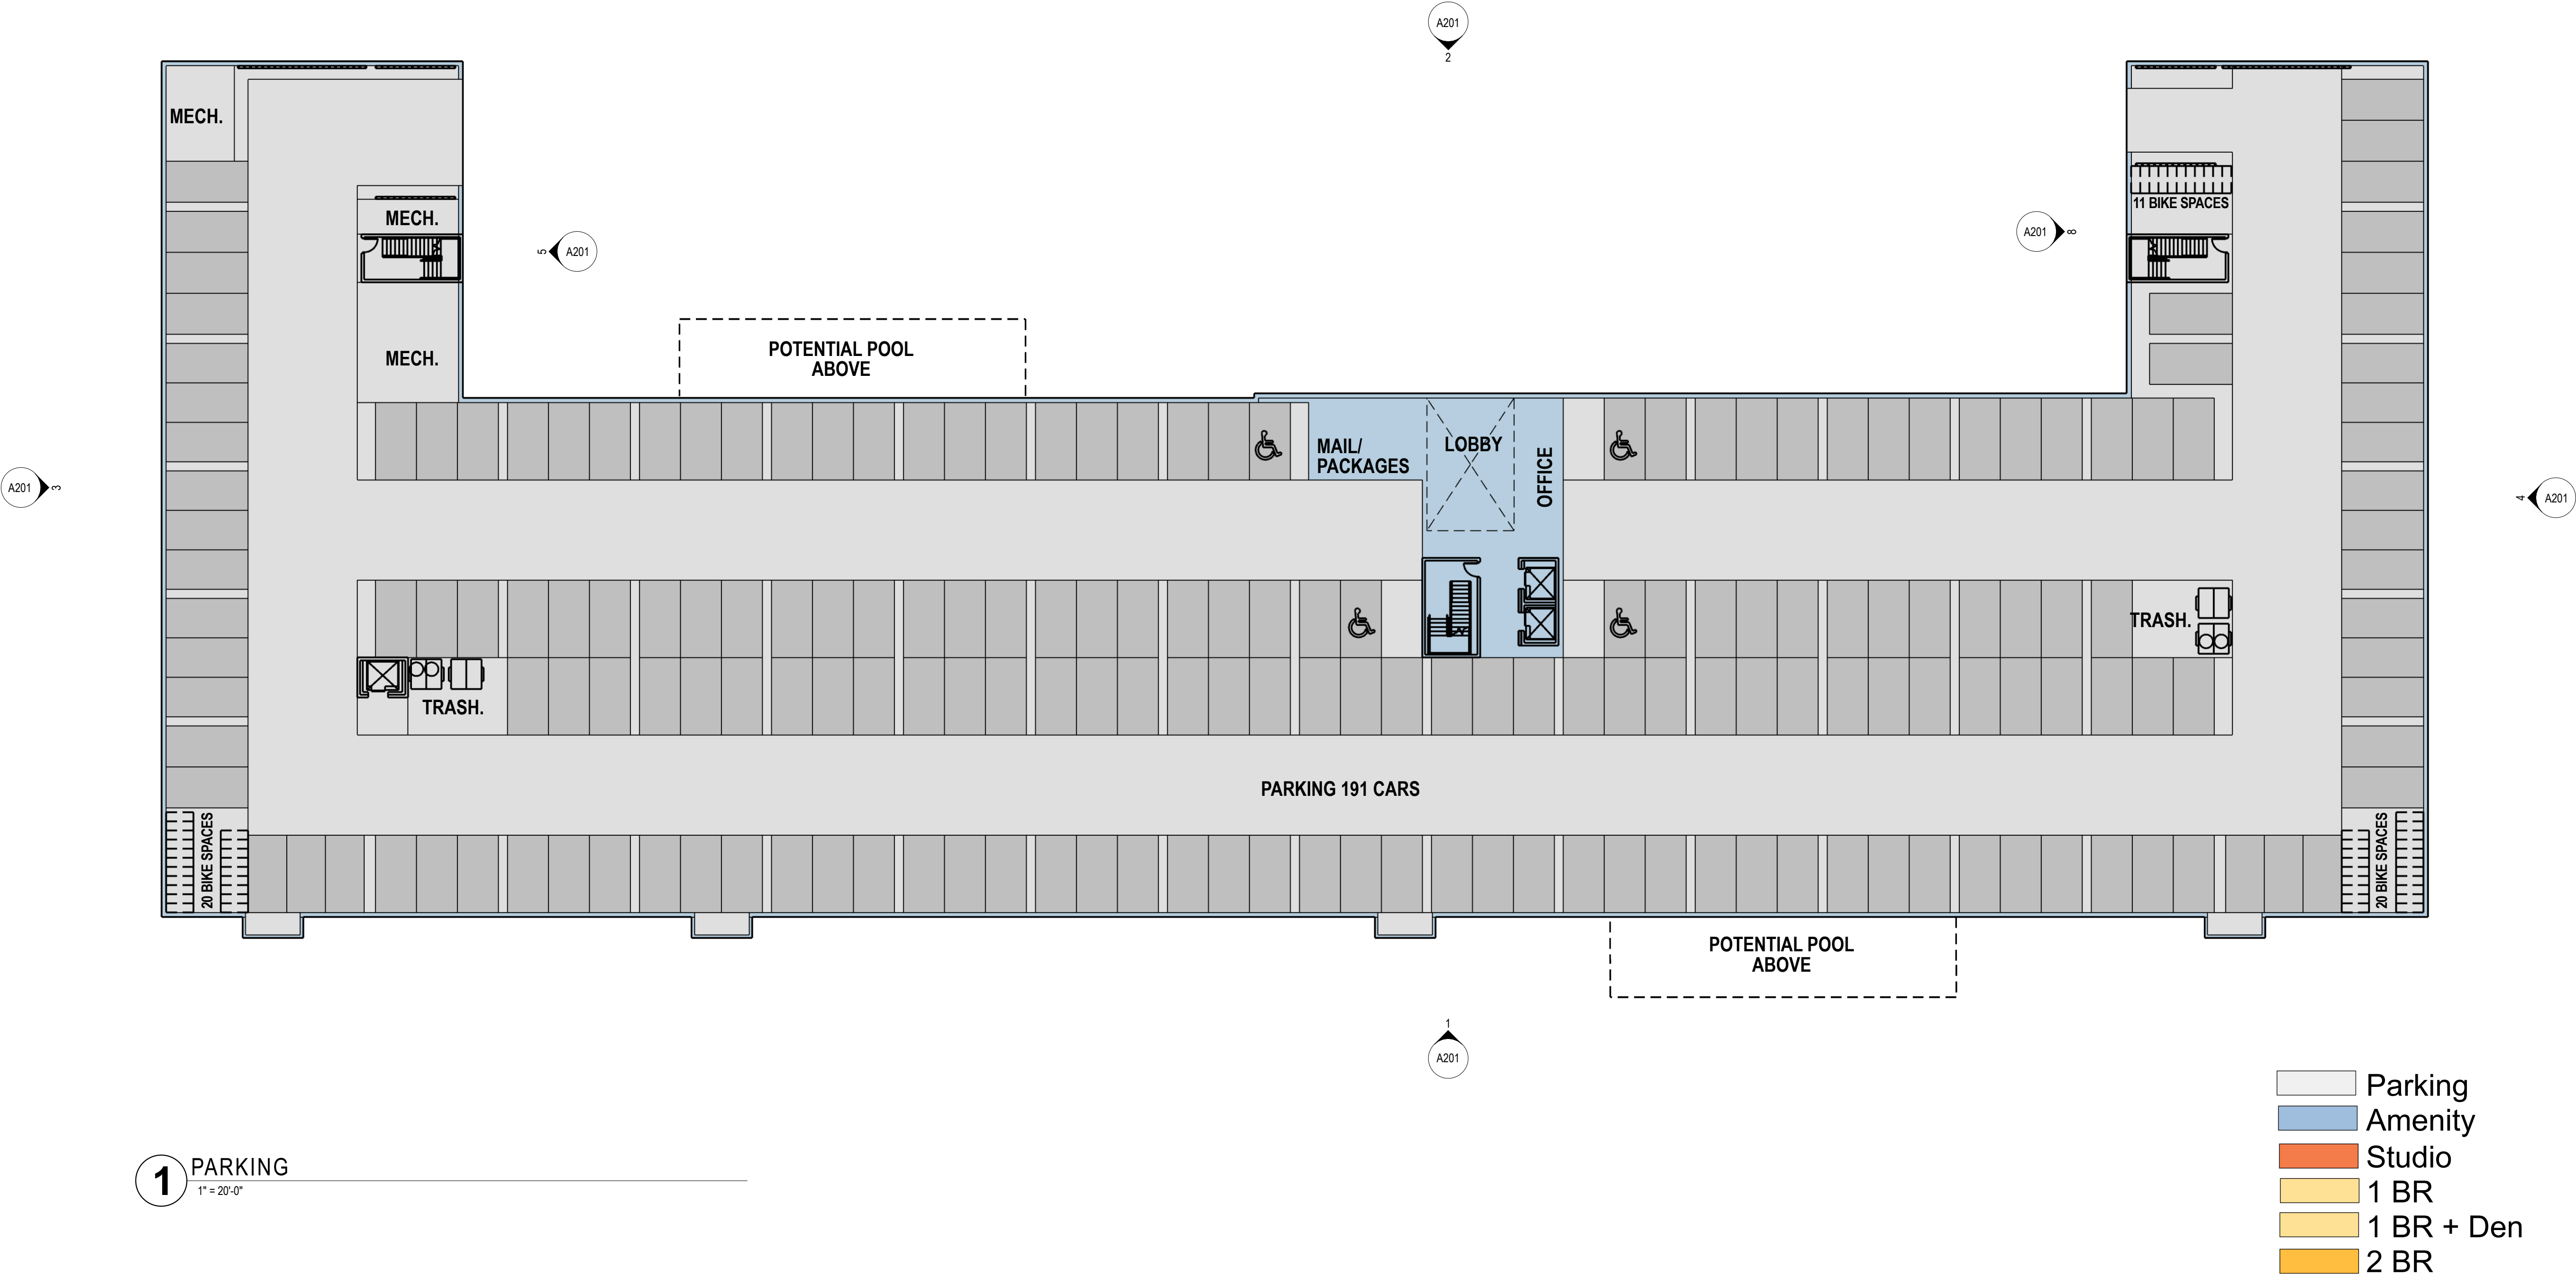 A201
2
MECH.
MECH.
11 BIKE SPACES
5
A201
A201
8
POTENTIAL POOL
ABOVE
MECH.
MAIL/
PACKAGES
LOBBY
OFFICE
A201
3
4
A201
TRASH.
TRASH.
PARKING 191 CARS
20 BIKE SPACES
20 BIKE SPACES
POTENTIAL POOL
ABOVE
1
A201
Parking
Amenity
Studio
1 BR
1 BR + Den
2 BR
1
PARKING
1" = 20'-0"